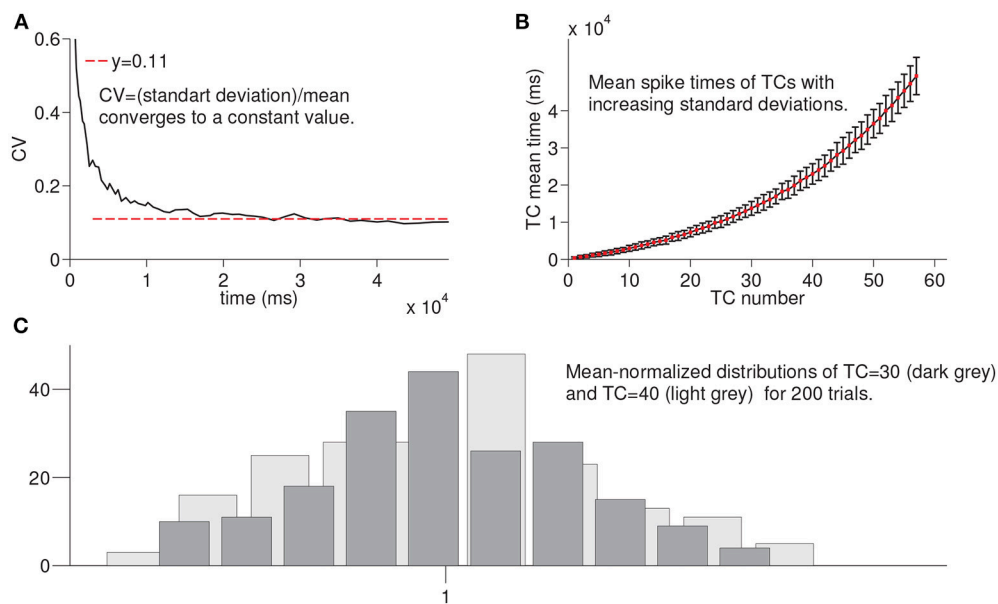 A
0.6
y=0.11
CV=(standart deviation)/mean
converges to a constant value.
0.4
CV
0.2
0
0 1 2 3 4
time (ms)
x 10^4
B
x 10^4
Mean spike times of TCs with
increasing standard deviations.
TC mean time (ms)
4
3
2
1
0
0 10 20 30 40 50 60
TC number
C
Mean-normalized distributions of TC=30 (dark grey)
and TC=40 (light grey) for 200 trials.
40
20
0
1